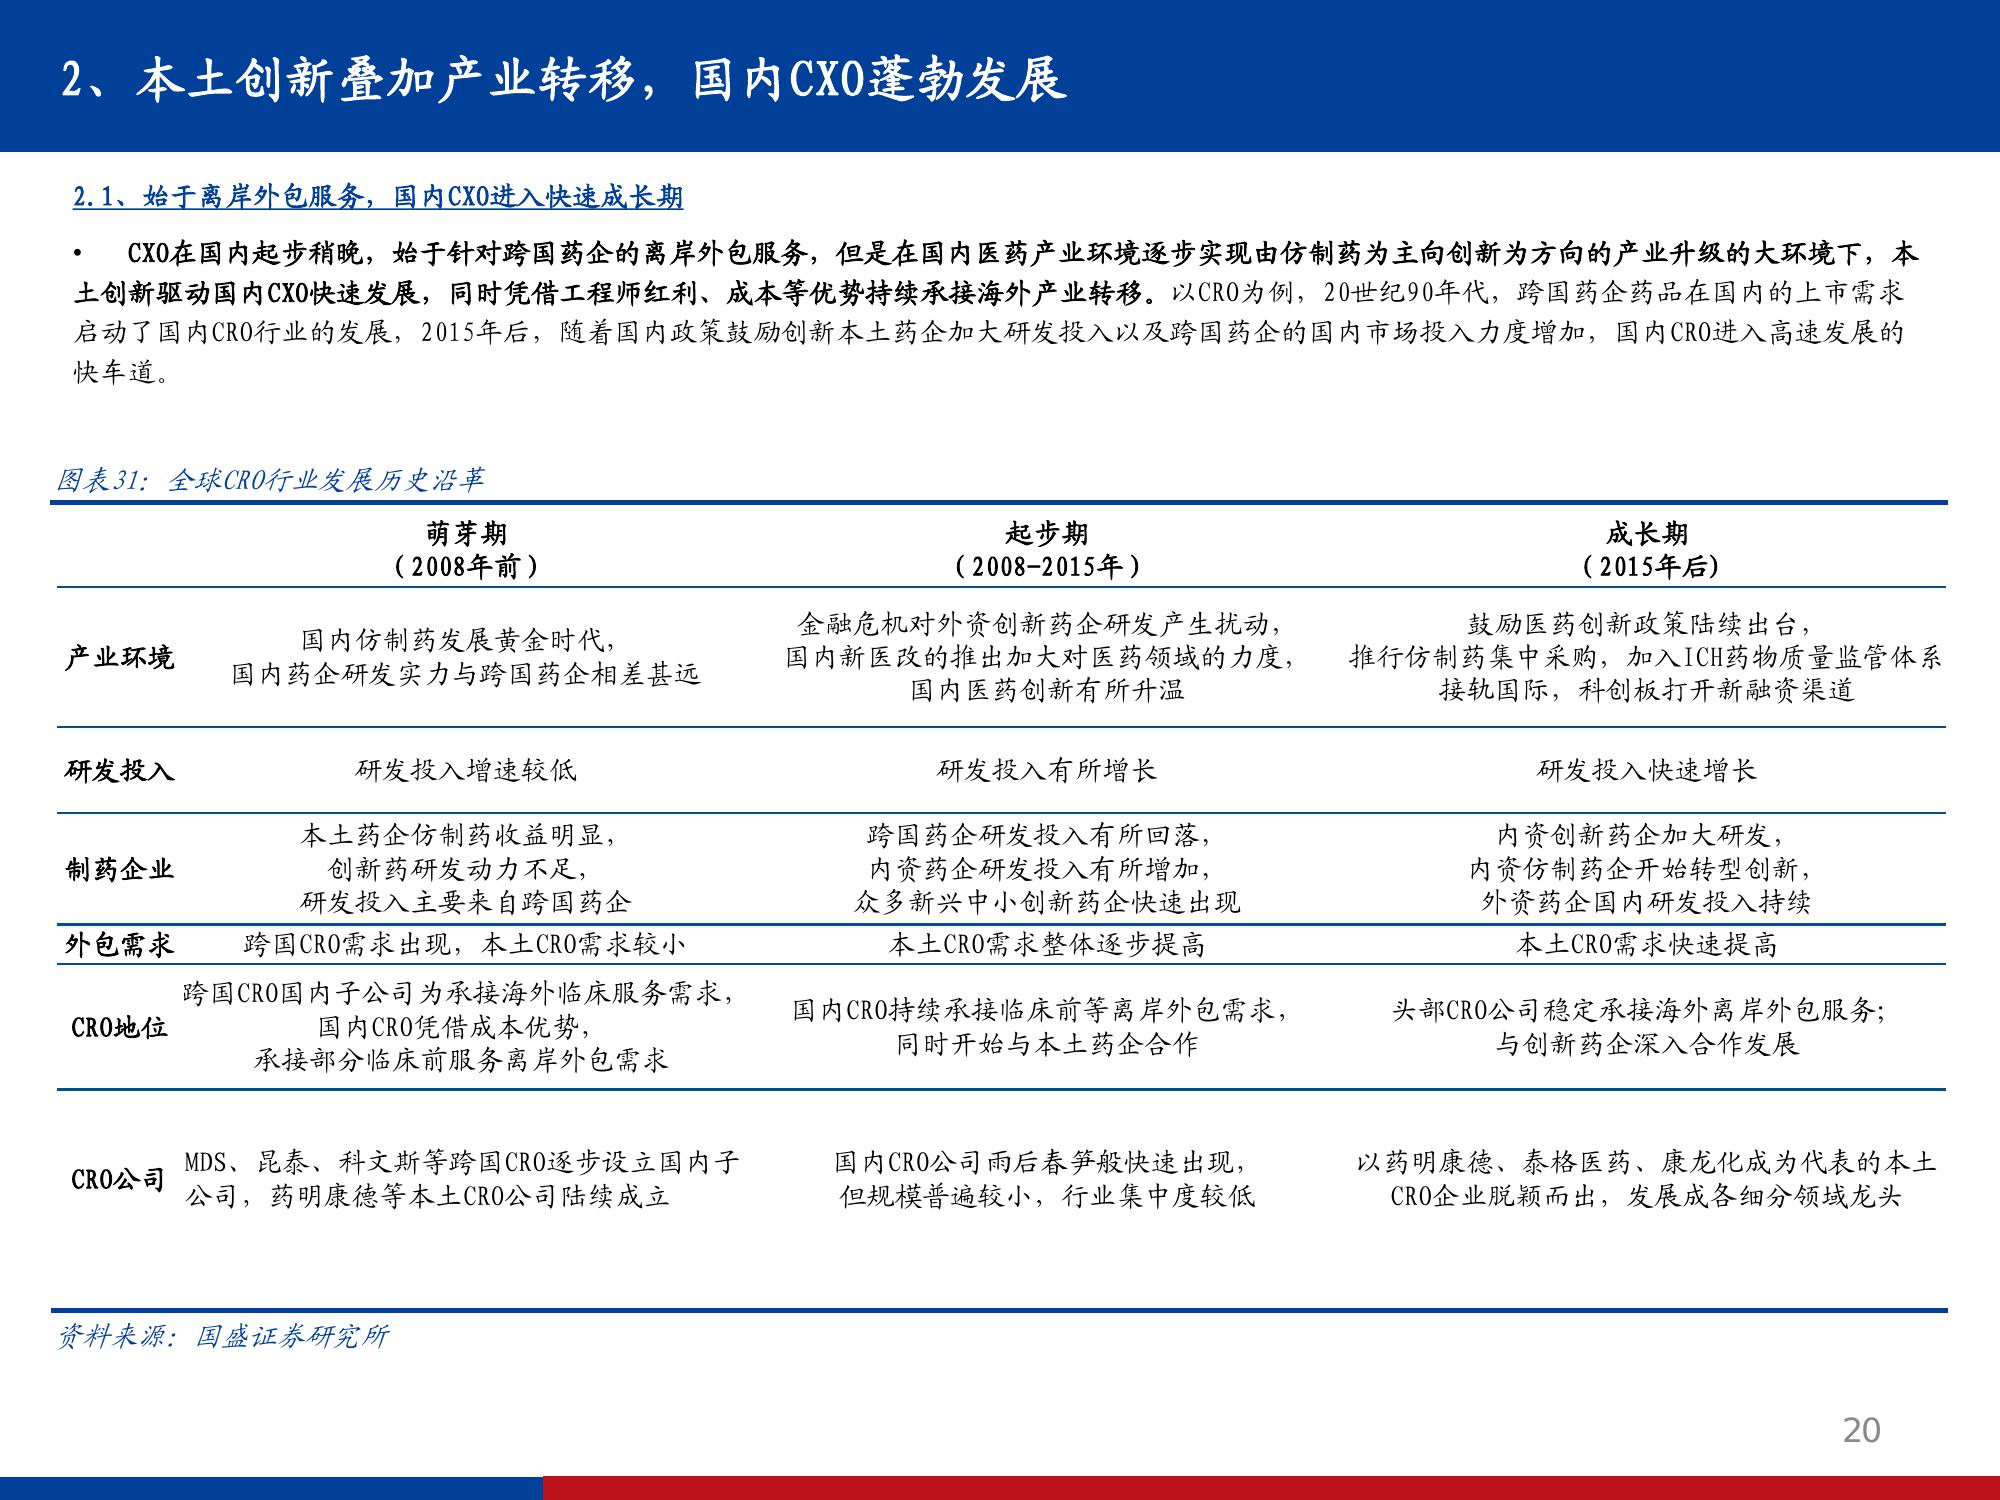 2、本土创新叠加产业转移，国内CXO蓬勃发展
2.1、始于离岸外包服务，国内CXO进入快速成长期
• CXO在国内起步稍晚，始于针对跨国药企的离岸外包服务，但是在国内医药产业环境逐步实现由仿制药为主向创新为方向的产业升级的大环境下，本
土创新驱动国内CXO快速发展，同时凭借工程师红利、成本等优势持续承接海外产业转移。以CRO为例，20世纪90年代，跨国药企药品在国内的上市需求
启动了国内CRO行业的发展，2015年后，随着国内政策鼓励创新本土药企加大研发投入以及跨国药企的国内市场投入力度增加，国内CRO进入高速发展的
快车道。
图表31：全球CRO行业发展历史沿革
萌芽期
（2008年前）
起步期
（2008-2015年）
成长期
（2015年后）
产业环境
国内仿制药发展黄金时代，
国内药企研发实力与跨国药企相差甚远
金融危机对外资创新药企研发产生扰动，
国内新医改的推出加大对医药领域的力度，
国内医药创新有所升温
鼓励医药创新政策陆续出台，
推行仿制药集中采购，加入ICH药物质量监管体系
接轨国际，科创板打开新融资渠道
研发投入
研发投入增速较低
研发投入有所增长
研发投入快速增长
制药企业
本土药企仿制药收益明显，
创新药研发动力不足，
研发投入主要来自跨国药企
跨国药企研发投入有所回落，
内资药企研发投入有所增加，
众多新兴中小创新药企快速出现
内资创新药企加大研发，
内资仿制药企开始转型创新，
外资药企国内研发投入持续
外包需求
跨国CRO需求出现，本土CRO需求较小
本土CRO需求整体逐步提高
本土CRO需求快速提高
CRO地位
跨国CRO国内子公司为承接海外临床服务需求，
国内CRO凭借成本优势，
承接部分临床前服务离岸外包需求
国内CRO持续承接临床前等离岸外包需求，
同时开始与本土药企合作
头部CRO公司稳定承接海外离岸外包服务；
与创新药企深入合作发展
CRO公司
MDS、昆泰、科文斯等跨国CRO逐步设立国内子
公司，药明康德等本土CRO公司陆续成立
国内CRO公司雨后春笋般快速出现，
但规模普遍较小，行业集中度较低
以药明康德、泰格医药、康龙化成为代表的本土
CRO企业脱颖而出，发展成各细分领域龙头
资料来源：国盛证券研究所
20